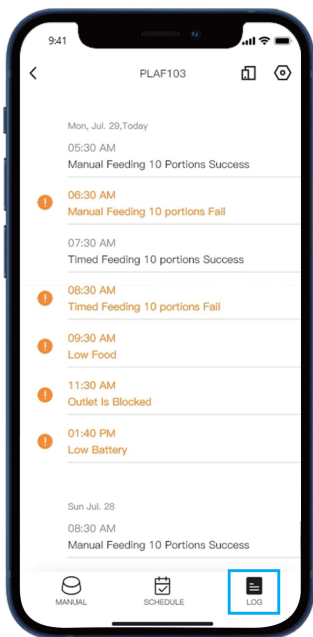 9:41
PLAF103
Mon, Jul. 29,Today
05:30 AM
Manual Feeding 10 Portions Success
06:30 AM
Manual Feeding 10 portions Fail
07:30 AM
Timed Feeding 10 portions Success
08:30 AM
Timed Feeding 10 portions Fail
09:30 AM
Low Food
11:30 AM
Outlet Is Blocked
01:40 PM
Low Battery
Sun Jul. 28
08:30 AM
Manual Feeding 10 Portions Success
MANUAL SCHEDULE LOG